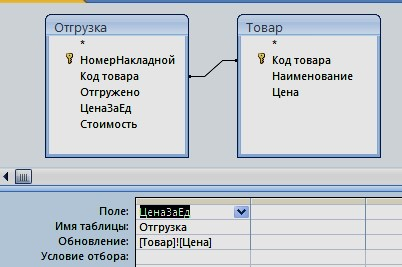 Отгрузка
*
НомерНакладной
Код товара
Отгружено
ЦенаЗаЕд
Стоимость
Товар
*
Код товара
Наименование
Цена
Поле: ЦенаЗаЕд
Имя таблицы: Отгрузка
Обновление: [Товар]![Цена]
Условие отбора: